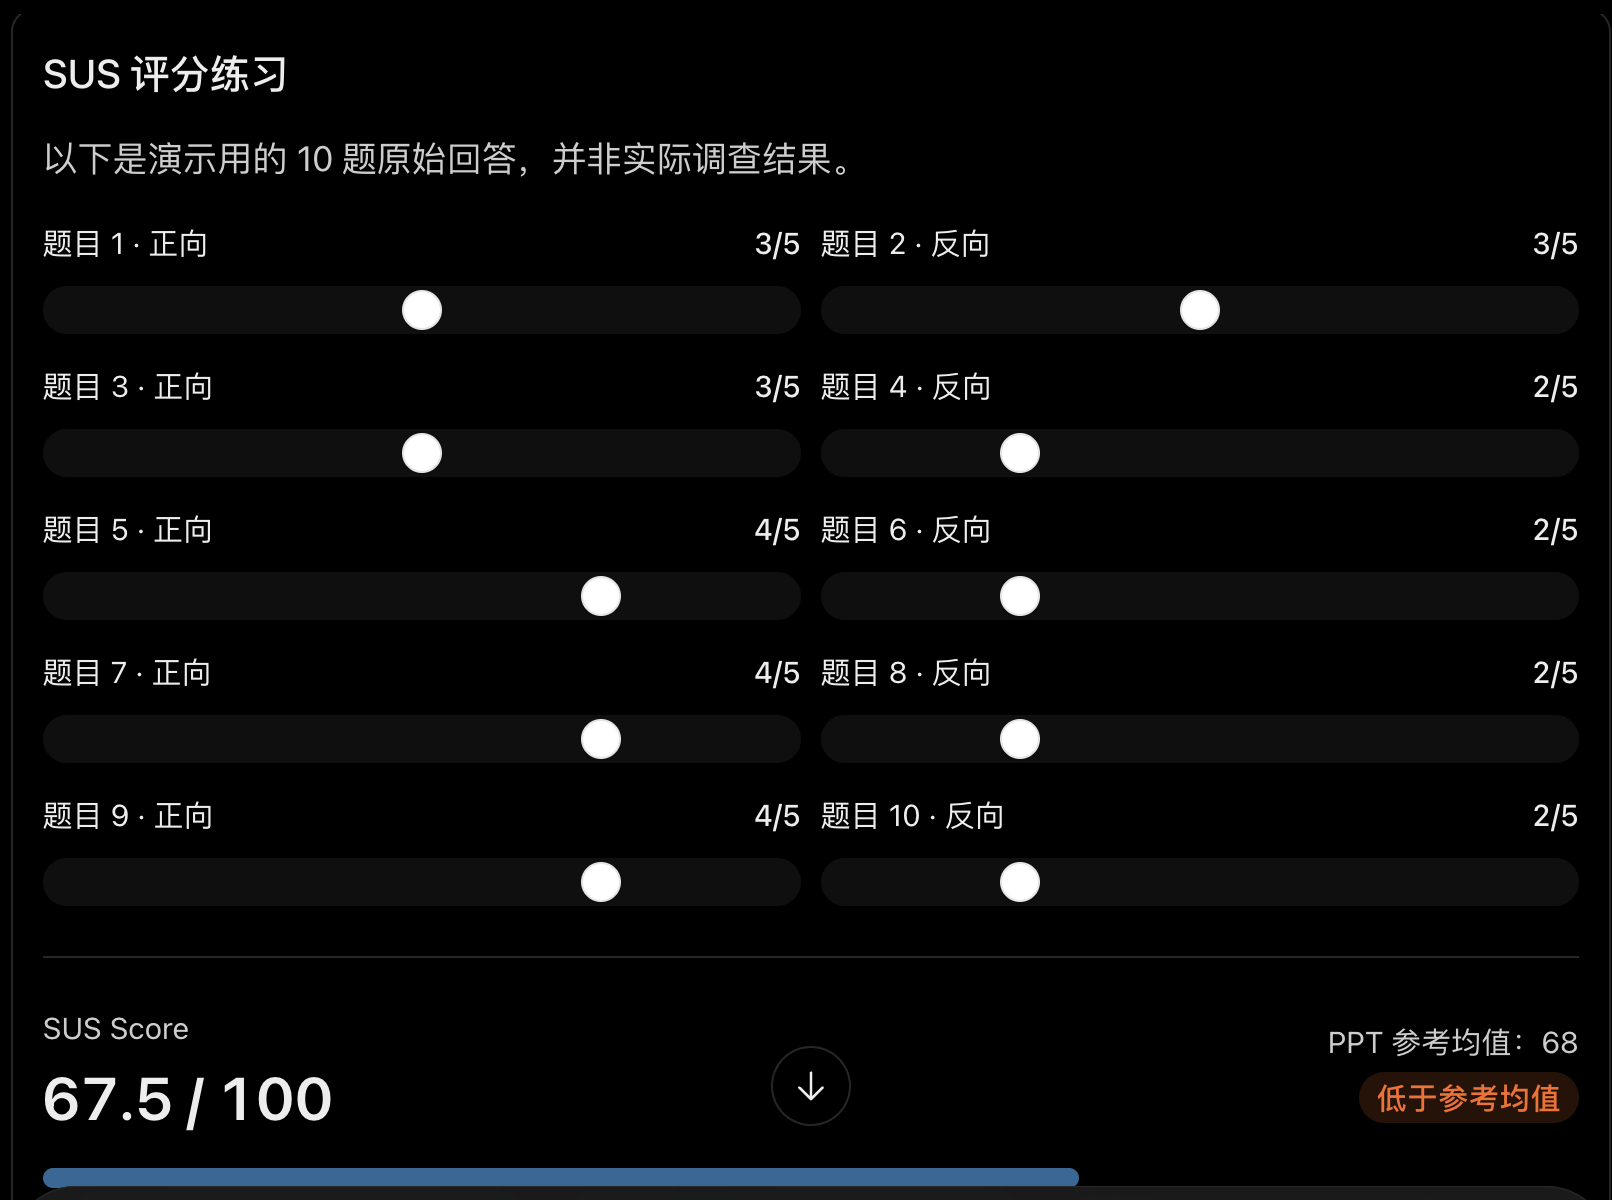 SUS 评分练习
以下是演示用的 10 题原始回答，并非实际调查结果。
题目 1 · 正向 3/5 题目 2 · 反向 3/5
题目 3 · 正向 3/5 题目 4 · 反向 2/5
题目 5 · 正向 4/5 题目 6 · 反向 2/5
题目 7 · 正向 4/5 题目 8 · 反向 2/5
题目 9 · 正向 4/5 题目 10 · 反向 2/5
SUS Score
PPT 参考均值：68
67.5 / 100
低于参考均值